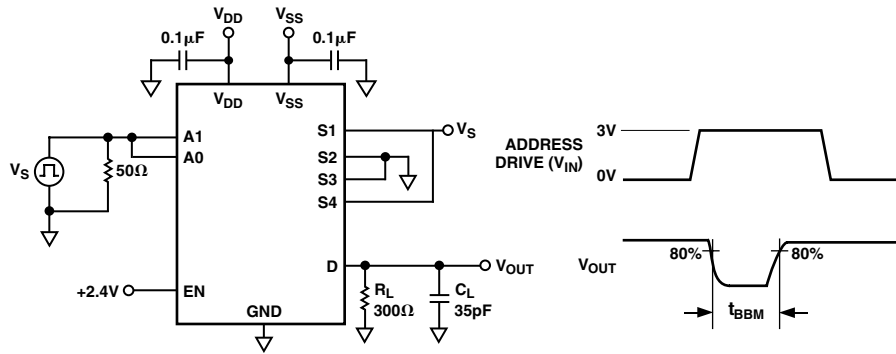 V_DD V_SS
0.1µF 0.1µF
V_DD V_SS
A1
A0
V_S
50Ω
S1
V_S
S2
S3
S4
D
V_OUT
+2.4V
EN
GND
R_L
300Ω
C_L
35pF
3V
ADDRESS
DRIVE (V_IN)
0V
80% 80%
V_OUT
t_BBM